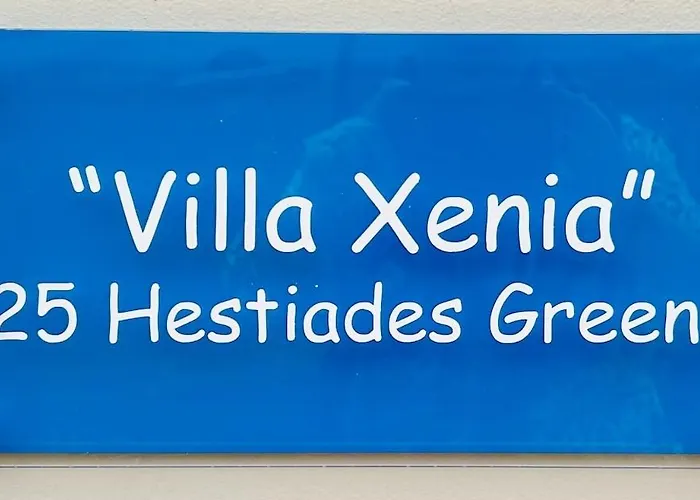 “Villa Xenia”
25 Hestiades Green